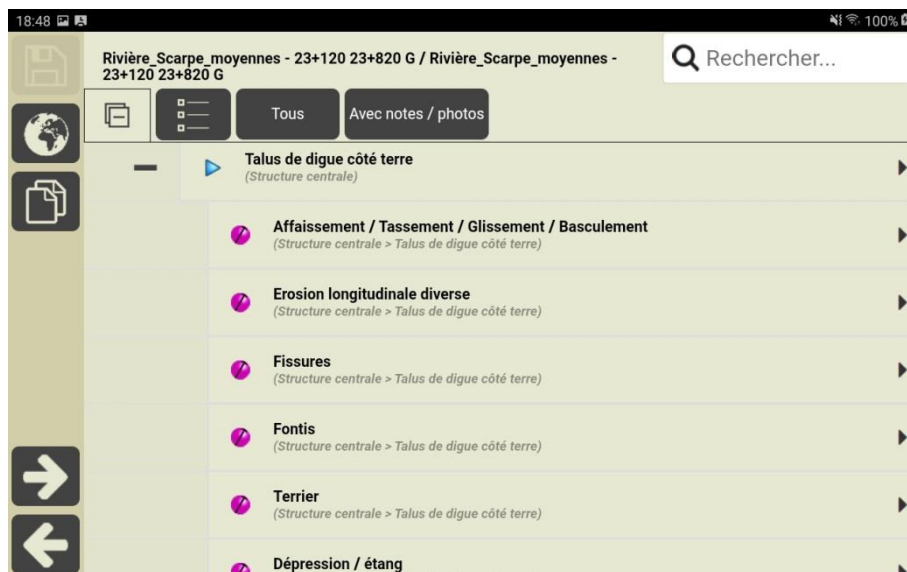 18:48 100%
Rivière_Scarpe_moyennes - 23+120 23+820 G / Rivière_Scarpe_moyennes -
23+120 23+820 G
Rechercher...
Tous
Avec notes / photos
Talus de digue côté terre
(Structure centrale)
Affaissement / Tassement / Glissement / Basculement
(Structure centrale > Talus de digue côté terre)
Erosion longitudinale diverse
(Structure centrale > Talus de digue côté terre)
Fissures
(Structure centrale > Talus de digue côté terre)
Fontis
(Structure centrale > Talus de digue côté terre)
Terrier
(Structure centrale > Talus de digue côté terre)
Dépression / étang